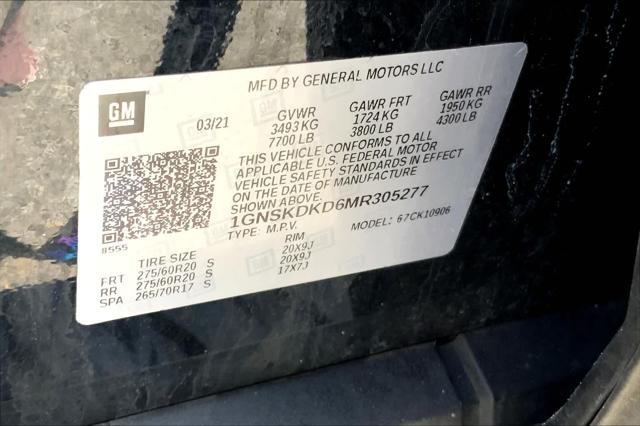 MFD BY GENERAL MOTORS LLC
GM
03/21 GVWR GAWR FRT GAWR RR
3493 KG 1724 KG 1950 KG
7700 LB 3800 LB 4300 LB
THIS VEHICLE CONFORMS TO ALL
APPLICABLE U.S. FEDERAL MOTOR
VEHICLE SAFETY STANDARDS IN EFFECT
ON THE DATE OF MANUFACTURE
SHOWN ABOVE.
1GNSKDKD6MR305277
TYPE: M.P.V. MODEL: 67CK10906
8555
TIRE SIZE RIM
FRT 275/60R20 S 20X9J
RR 275/60R20 S 20X9J
SPA 265/70R17 S 17X7J